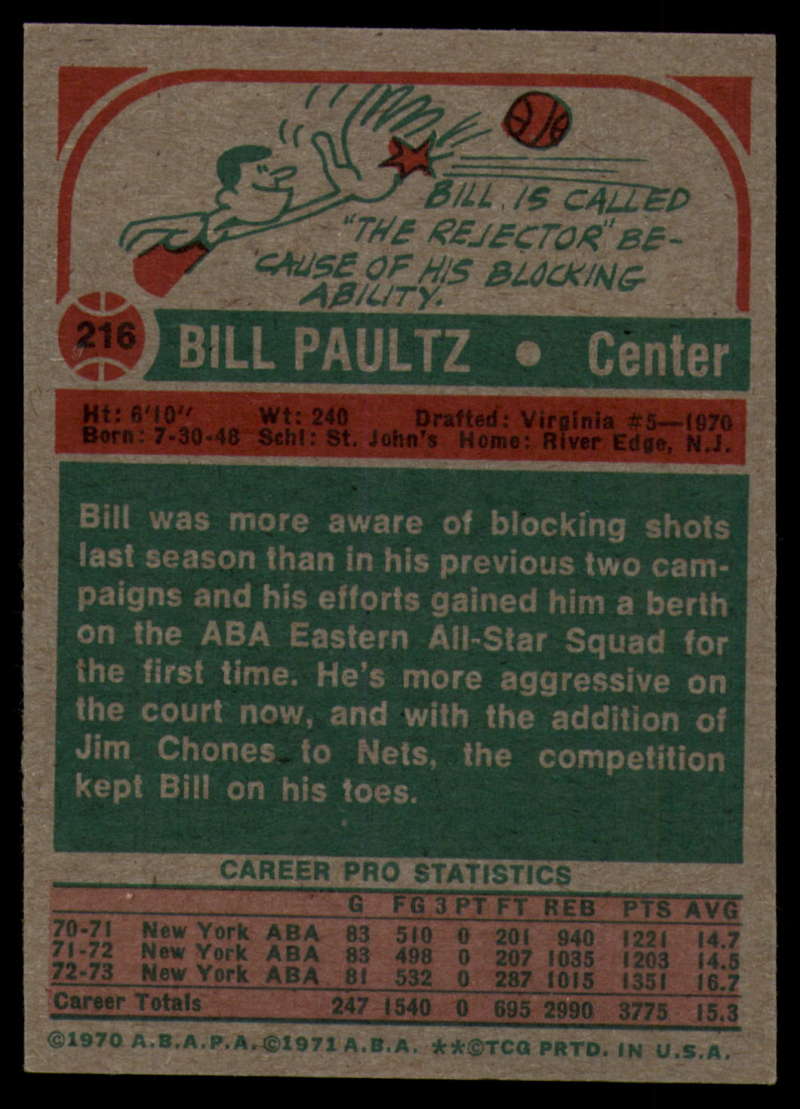 BILL IS CALLED
"THE REJECTOR" BE-
CAUSE OF HIS BLOCKING
ABILITY.
216 BILL PAULTZ • Center
Ht: 6'10" Wt: 240 Drafted: Virginia #5—1970
Born: 7-30-48 Schl: St. John's Home: River Edge, N.J.
Bill was more aware of blocking shots
last season than in his previous two cam-
paigns and his efforts gained him a berth
on the ABA Eastern All-Star Squad for
the first time. He's more aggressive on
the court now, and with the addition of
Jim Chones to Nets, the competition
kept Bill on his toes.
CAREER PRO STATISTICS
G FG 3 PT FT REB PTS AVG
70-71 New York ABA 83 510 0 201 940 1221 14.7
71-72 New York ABA 83 498 0 207 1035 1203 14.5
72-73 New York ABA 81 532 0 287 1015 1351 16.7
Career Totals 247 1540 0 695 2990 3775 15.3
©1970 A.B.A.P.A. ©1971 A.B.A. **©TCG PRTD. IN U.S.A.